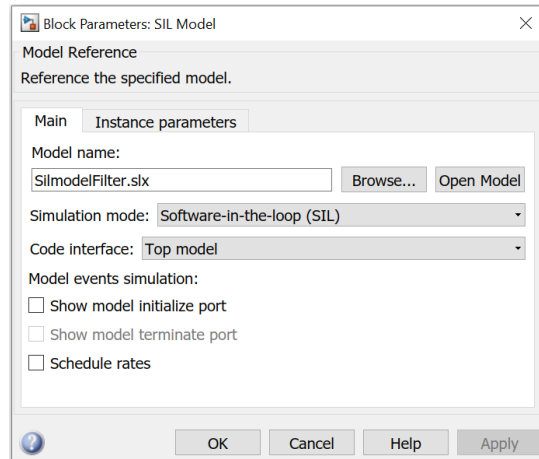 Block Parameters: SIL Model
Model Reference
Reference the specified model.
Main Instance parameters
Model name:
SilmodelFilter.slx Browse... Open Model
Simulation mode: Software-in-the-loop (SIL)
Code interface: Top model
Model events simulation:
Show model initialize port
Show model terminate port
Schedule rates
OK Cancel Help Apply